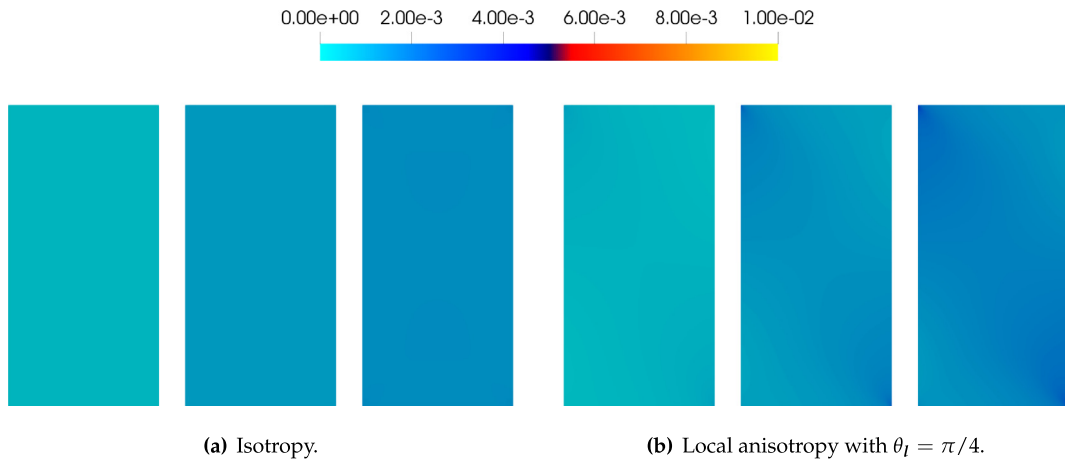 0.00e+00 2.00e-3 4.00e-3 6.00e-3 8.00e-3 1.00e-02
(a) Isotropy.
(b) Local anisotropy with θ_l = π/4.